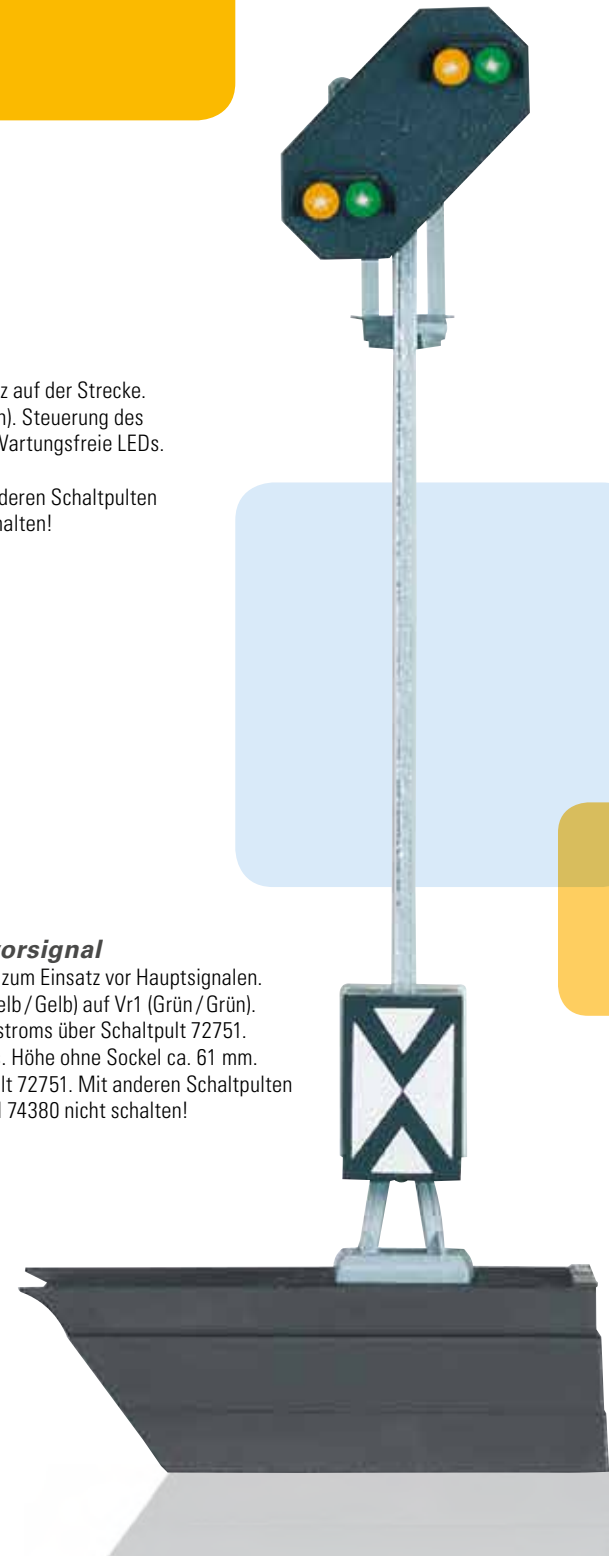 z auf der Strecke.
n). Steuerung des
Wartungsfreie LEDs.
deren Schaltpulten
halten!
orsignal
zum Einsatz vor Hauptsignalen.
elb / Gelb) auf Vr1 (Grün / Grün).
stroms über Schaltpult 72751.
. Höhe ohne Sockel ca. 61 mm.
lt 72751. Mit anderen Schaltpulten
l 74380 nicht schalten!